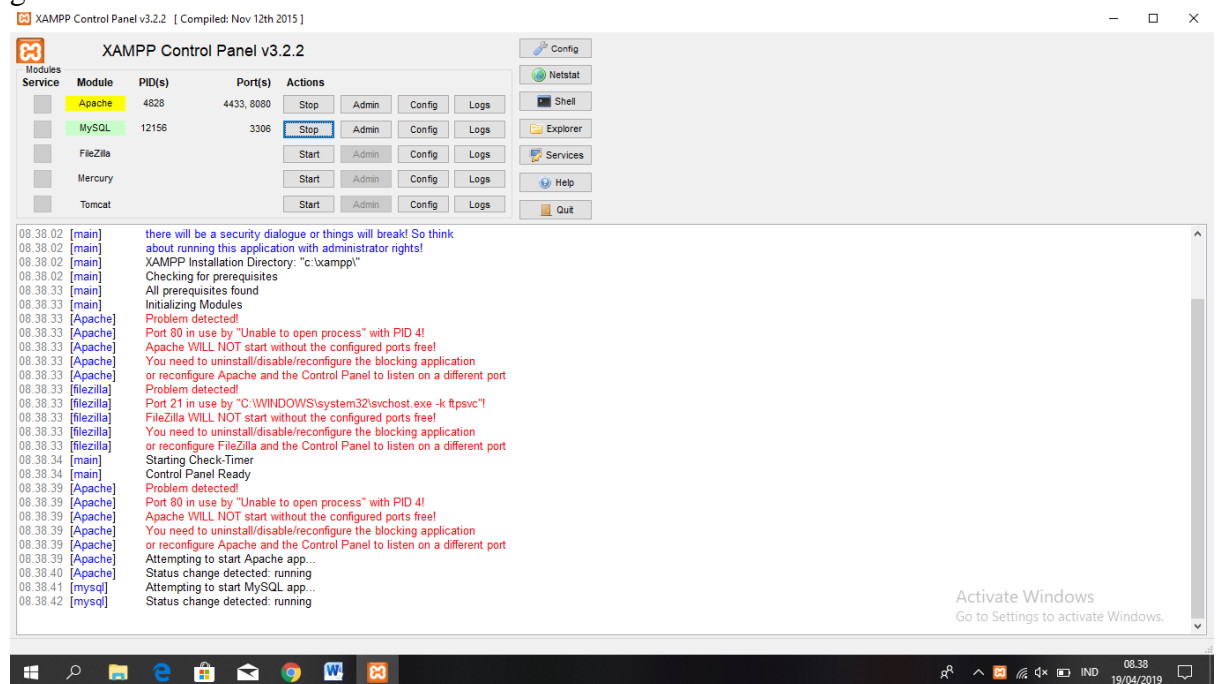 g
XAMPP Control Panel v3.2.2 [ Compiled: Nov 12th 2015 ]
XAMPP Control Panel v3.2.2
Config
Modules
Service Module PID(s) Port(s) Actions
Netstat
Apache 4828 4433, 8080 Stop Admin Config Logs
Shell
MySQL 12156 3306 Stop Admin Config Logs
Explorer
FileZilla Start Admin Config Logs
Services
Mercury Start Admin Config Logs
Help
Tomcat Start Admin Config Logs
Quit
08.38.02 [main] there will be a security dialogue or things will break! So think
08.38.02 [main] about running this application with administrator rights!
08.38.02 [main] XAMPP Installation Directory: "c:\xampp\"
08.38.02 [main] Checking for prerequisites
08.38.33 [main] All prerequisites found
08.38.33 [main] Initializing Modules
08.38.33 [Apache] Problem detected!
08.38.33 [Apache] Port 80 in use by "Unable to open process" with PID 4!
08.38.33 [Apache] Apache WILL NOT start without the configured ports free!
08.38.33 [Apache] You need to uninstall/disable/reconfigure the blocking application
08.38.33 [Apache] or reconfigure Apache and the Control Panel to listen on a different port
08.38.33 [filezilla] Problem detected!
08.38.33 [filezilla] Port 21 in use by "C:\WINDOWS\system32\svchost.exe -k ftpsvc"!
08.38.33 [filezilla] FileZilla WILL NOT start without the configured ports free!
08.38.33 [filezilla] You need to uninstall/disable/reconfigure the blocking application
08.38.33 [filezilla] or reconfigure FileZilla and the Control Panel to listen on a different port
08.38.34 [main] Starting Check-Timer
08.38.34 [main] Control Panel Ready
08.38.39 [Apache] Problem detected!
08.38.39 [Apache] Port 80 in use by "Unable to open process" with PID 4!
08.38.39 [Apache] Apache WILL NOT start without the configured ports free!
08.38.39 [Apache] You need to uninstall/disable/reconfigure the blocking application
08.38.39 [Apache] or reconfigure Apache and the Control Panel to listen on a different port
08.38.39 [Apache] Attempting to start Apache app...
08.38.40 [Apache] Status change detected: running
08.38.41 [mysql] Attempting to start MySQL app...
08.38.42 [mysql] Status change detected: running
Activate Windows
Go to Settings to activate Windows.
IND
08.38
19/04/2019